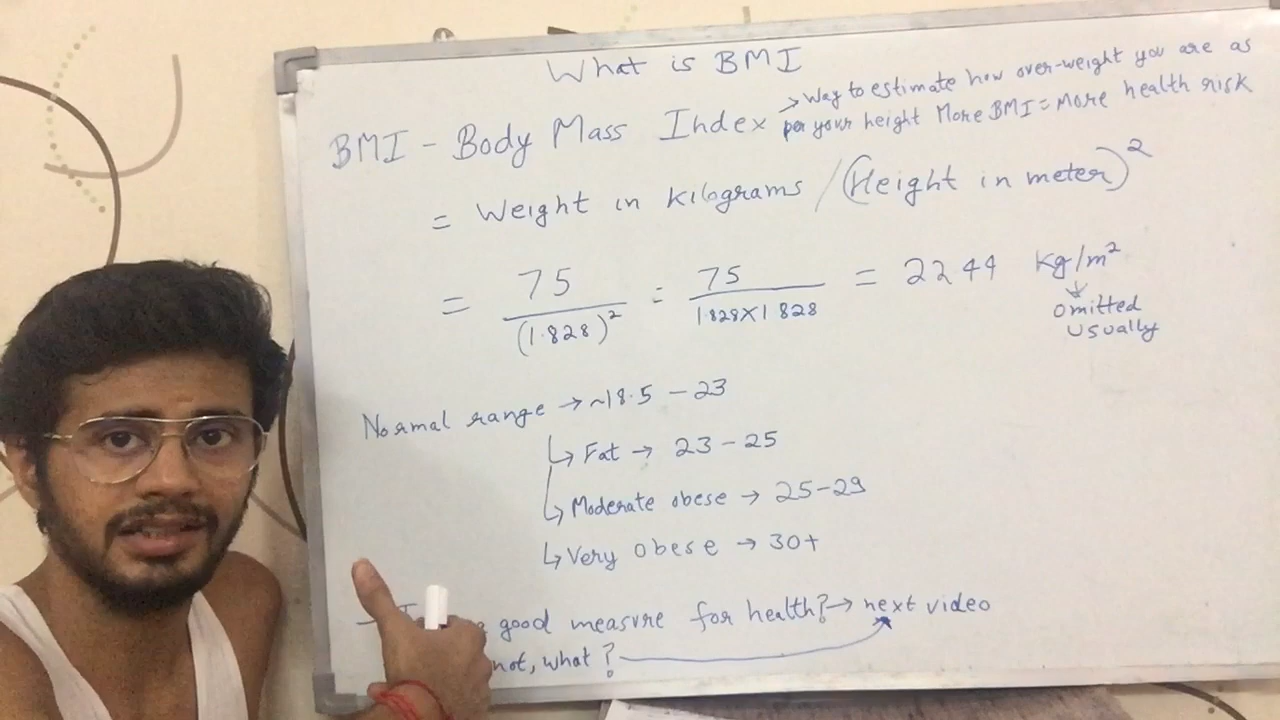 What is BMI
BMI - Body Mass Index → Way to estimate how over-weight you are as
per your height More BMI = More health risk
= Weight in kilograms / (Height in meter)²
= 75 / (1.828)² = 75 / 1.828 X 1 828 = 22 44 kg/m²
↓
omitted
usually
Normal range → ~18.5 - 23
↳ Fat → 23 - 25
↳ Moderate obese → 25 - 29
↳ Very obese → 30+
good measure for health? → next video
not, what ?